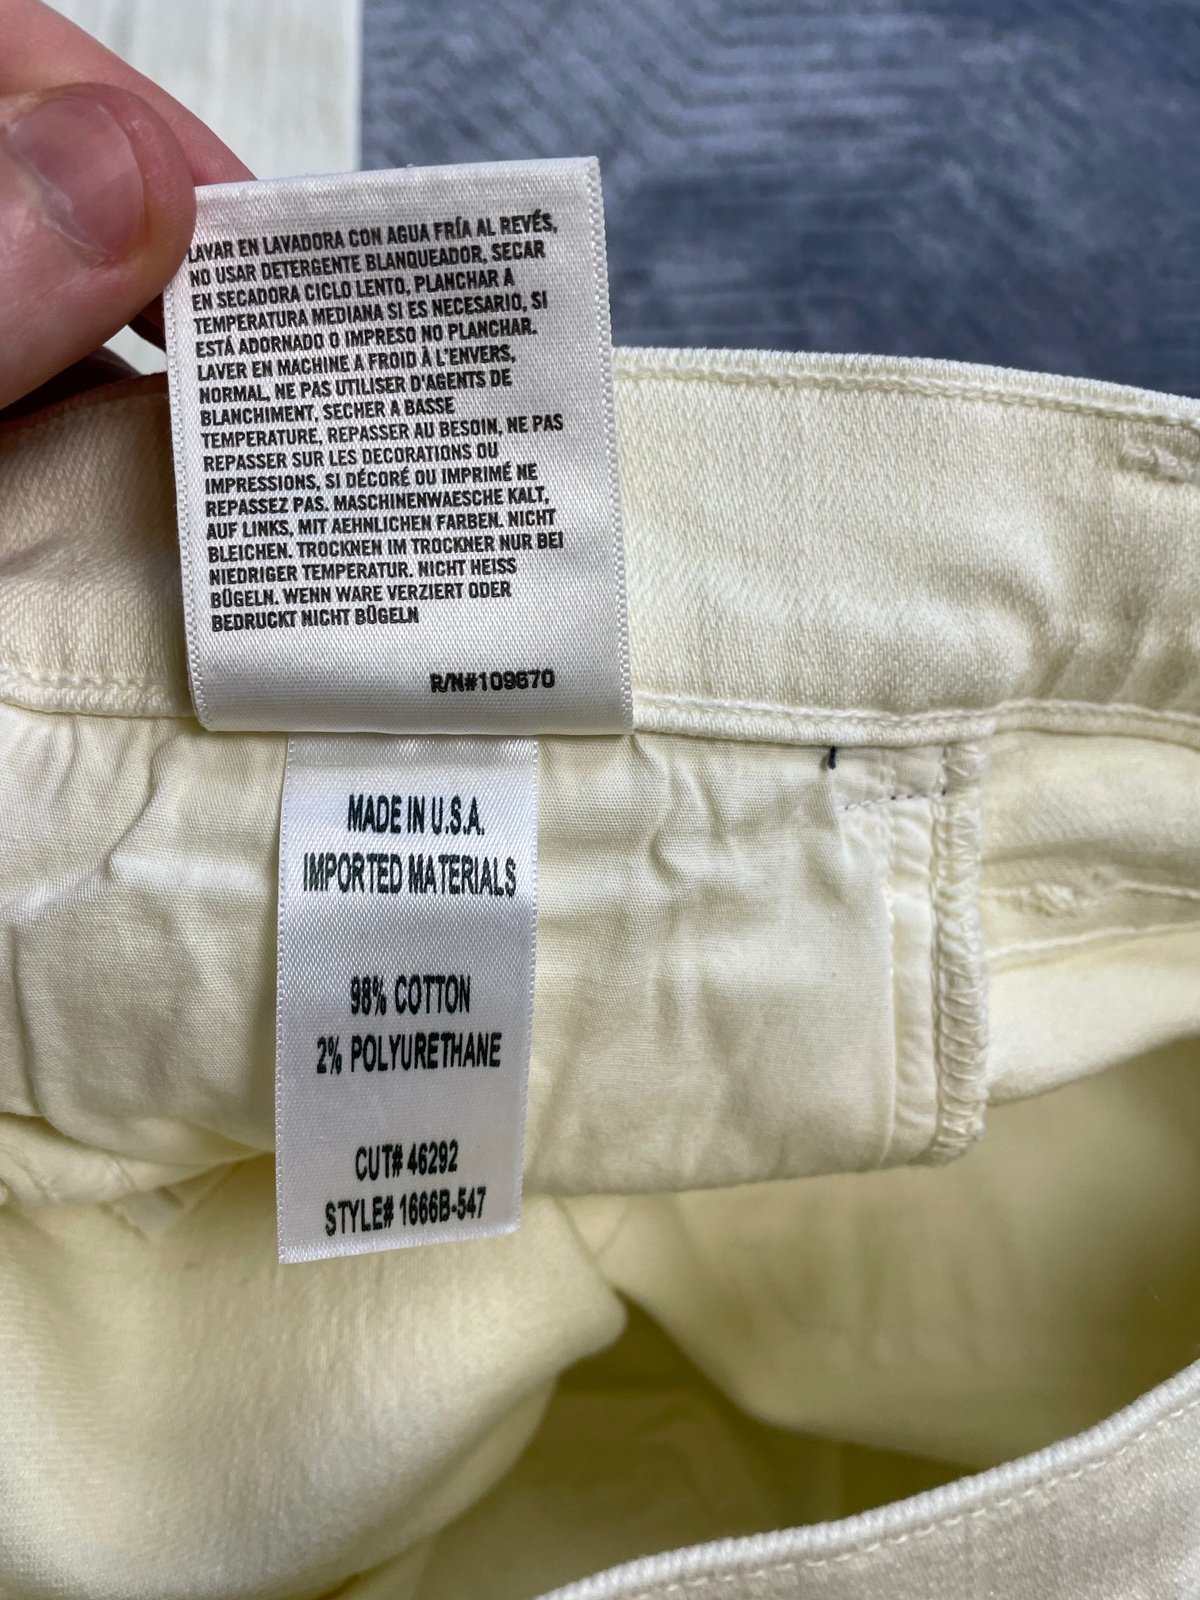 LAVAR EN LAVADORA CON AGUA FRÍA AL REVÉS,
NO USAR DETERGENTE BLANQUEADOR, SECAR
EN SECADORA CICLO LENTO, PLANCHAR A
TEMPERATURA MEDIANA SI ES NECESARIO, SI
ESTÁ ADORNADO O IMPRESO NO PLANCHAR.
LAVER EN MACHINE A FROID À L'ENVERS,
NORMAL, NE PAS UTILISER D'AGENTS DE
BLANCHIMENT, SECHER A BASSE
TEMPERATURE, REPASSER AU BESOIN, NE PAS
REPASSER SUR LES DECORATIONS OU
IMPRESSIONS, SI DÉCORÉ OU IMPRIMÉ NE
REPASSEZ PAS. MASCHINENWAESCHE KALT,
AUF LINKS, MIT AEHNLICHEN FARBEN. NICHT
BLEICHEN. TROCKNEN IM TROCKNER NUR BEI
NIEDRIGER TEMPERATUR. NICHT HEISS
BÜGELN. WENN WARE VERZIERT ODER
BEDRUCKT NICHT BÜGELN
R/N#109670
MADE IN U.S.A.
IMPORTED MATERIALS
98% COTTON
2% POLYURETHANE
CUT# 46292
STYLE# 1666B-547